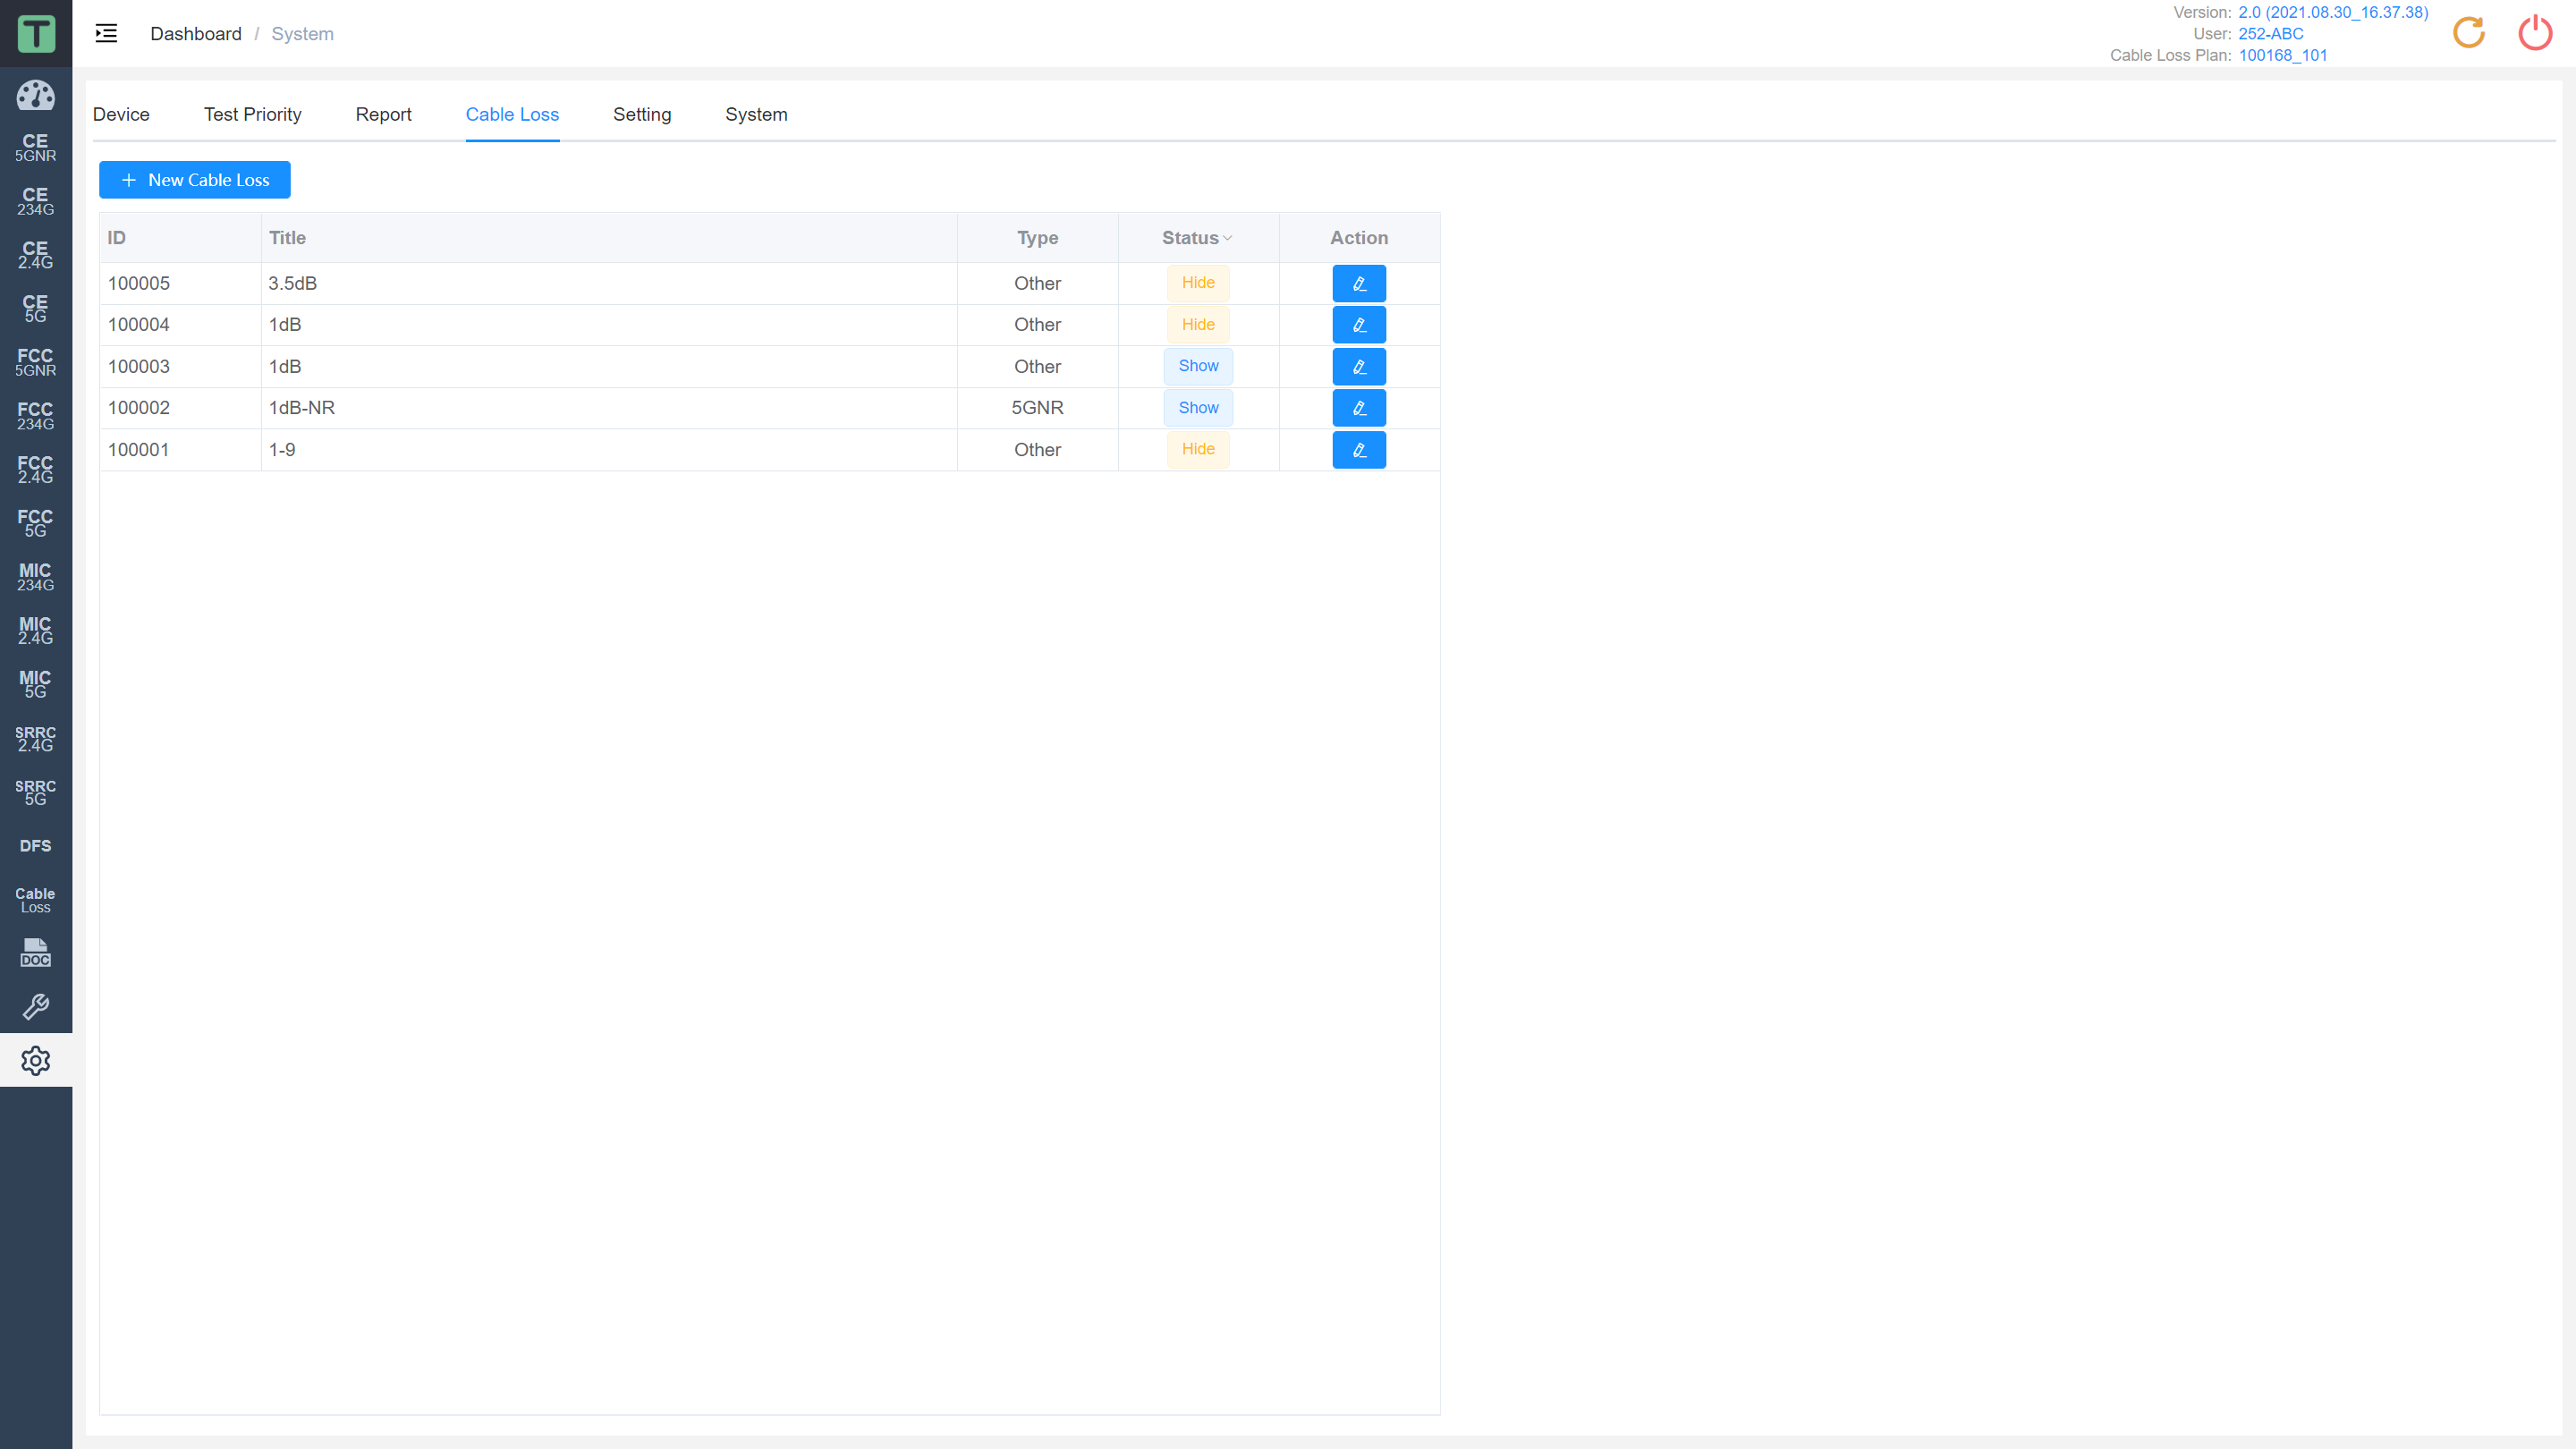 T
Dashboard / System
Version: 2.0 (2021.08.30_16.37.38)
User: 252-ABC
Cable Loss Plan: 100168_101
CE
5GNR
CE
234G
CE
2.4G
CE
5G
FCC
5GNR
FCC
234G
FCC
2.4G
FCC
5G
MIC
234G
MIC
2.4G
MIC
5G
SRRC
2.4G
SRRC
5G
DFS
Cable
Loss
DOC
Device Test Priority Report Cable Loss Setting System
+ New Cable Loss
ID Title Type Status Action
100005 3.5dB Other Hide
100004 1dB Other Hide
100003 1dB Other Show
100002 1dB-NR 5GNR Show
100001 1-9 Other Hide